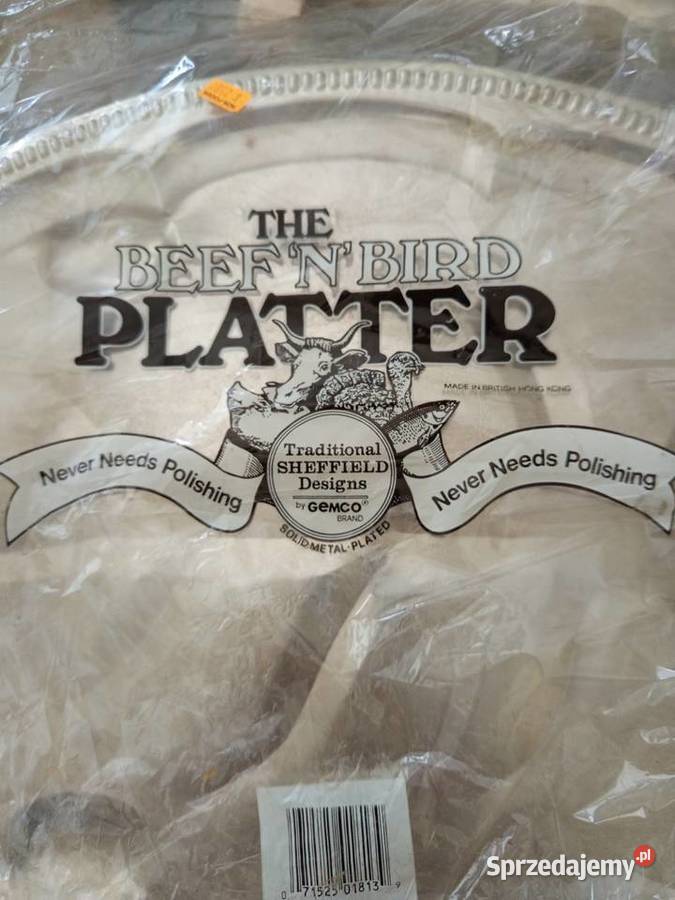 THE
BEEF 'N' BIRD
PLATTER
MADE IN BRITISH HONG KONG
Never Needs Polishing
Traditional
SHEFFIELD
Designs
by GEMCO®
BRAND
SOLID METAL·PLATED
Never Needs Polishing
0 71525 01813 9
Sprzedajemy.pl